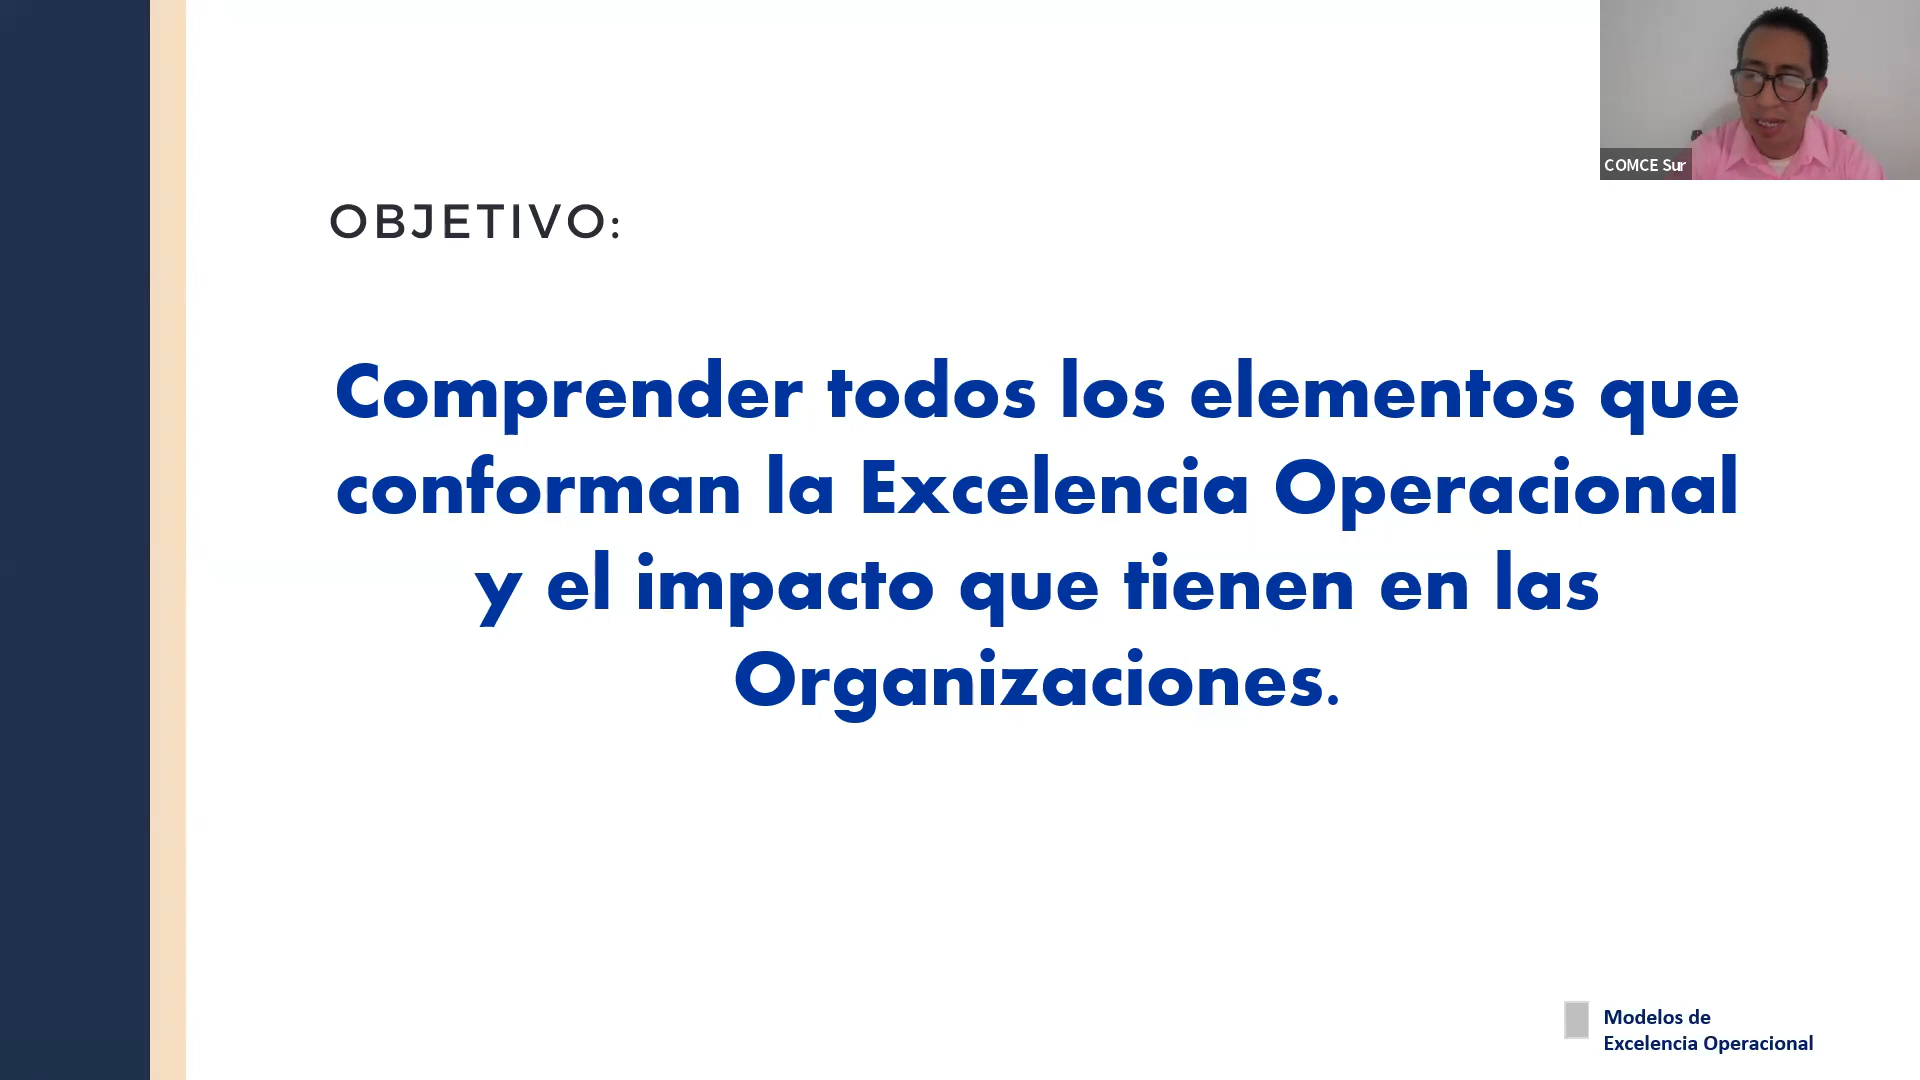 COMCE Sur
OBJETIVO:
Comprender todos los elementos que
conforman la Excelencia Operacional
y el impacto que tienen en las
Organizaciones.
Modelos de
Excelencia Operacional